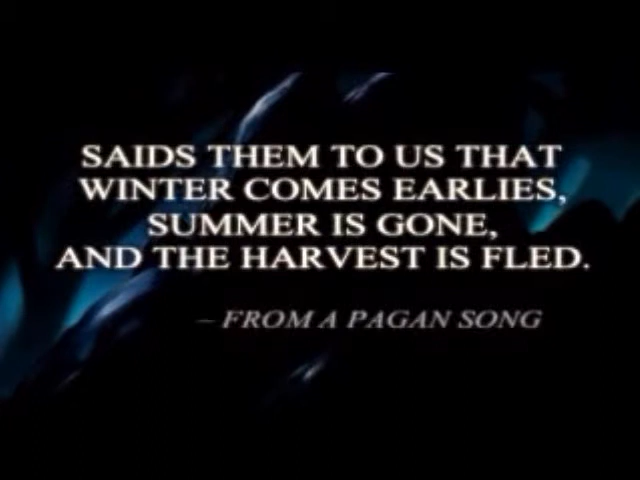 SAIDS THEM TO US THAT
WINTER COMES EARLIES,
SUMMER IS GONE,
AND THE HARVEST IS FLED.
– FROM A PAGAN SONG